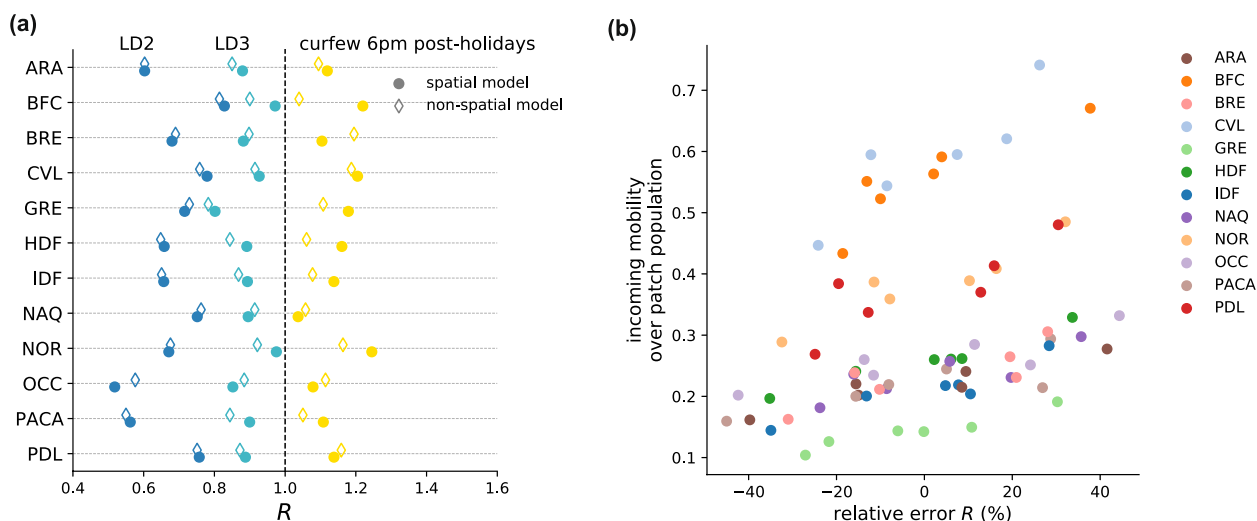 (a)
LD2 LD3 curfew 6pm post-holidays
spatial model
non-spatial model
ARA
BFC
BRE
CVL
GRE
HDF
IDF
NAQ
NOR
OCC
PACA
PDL
0.4 0.6 0.8 1.0 1.2 1.4 1.6
R
(b)
incoming mobility
over patch population
0.7
0.6
0.5
0.4
0.3
0.2
0.1
−40 −20 0 20 40
relative error R (%)
ARA
BFC
BRE
CVL
GRE
HDF
IDF
NAQ
NOR
OCC
PACA
PDL